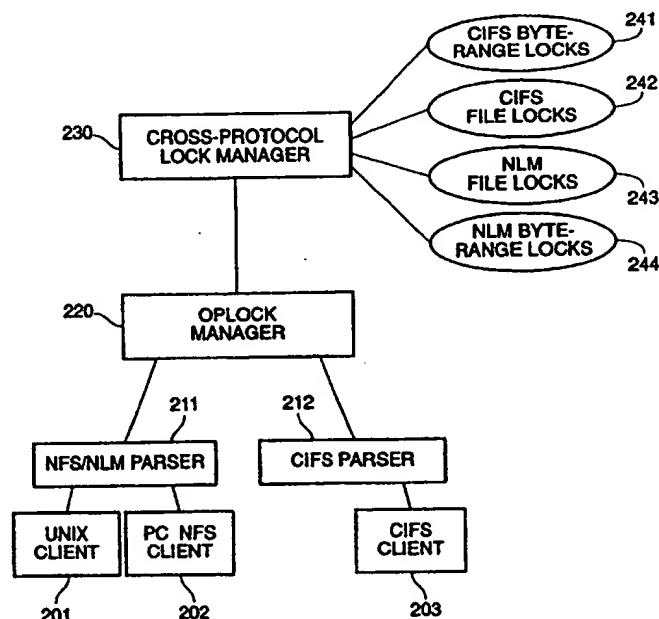 241
CIFS BYTE-
RANGE LOCKS
242
CIFS
FILE LOCKS
230
CROSS-PROTOCOL
LOCK MANAGER
NLM
FILE LOCKS
243
NLM BYTE-
RANGE LOCKS
244
220
OPLOCK
MANAGER
211
212
NFS/NLM PARSER
CIFS PARSER
UNIX
CLIENT
PC NFS
CLIENT
CIFS
CLIENT
201
202
203